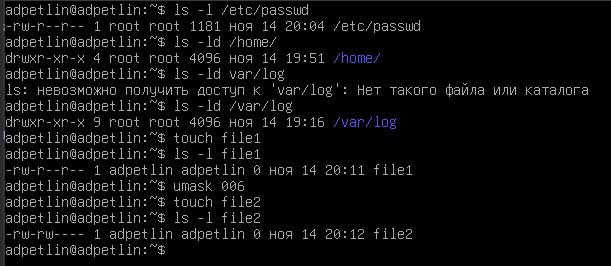 adpetlin@adpetlin:~$ ls -l /etc/passwd
-rw-r--r-- 1 root root 1181 ноя 14 20:04 /etc/passwd
adpetlin@adpetlin:~$ ls -ld /home/
drwxr-xr-x 4 root root 4096 ноя 14 19:51 /home/
adpetlin@adpetlin:~$ ls -ld var/log
ls: невозможно получить доступ к 'var/log': Нет такого файла или каталога
adpetlin@adpetlin:~$ ls -ld /var/log
drwxr-xr-x 9 root root 4096 ноя 14 19:16 /var/log
adpetlin@adpetlin:~$ touch file1
adpetlin@adpetlin:~$ ls -l file1
-rw-r--r-- 1 adpetlin adpetlin 0 ноя 14 20:11 file1
adpetlin@adpetlin:~$ umask 006
adpetlin@adpetlin:~$ touch file2
adpetlin@adpetlin:~$ ls -l file2
-rw-rw---- 1 adpetlin adpetlin 0 ноя 14 20:12 file2
adpetlin@adpetlin:~$